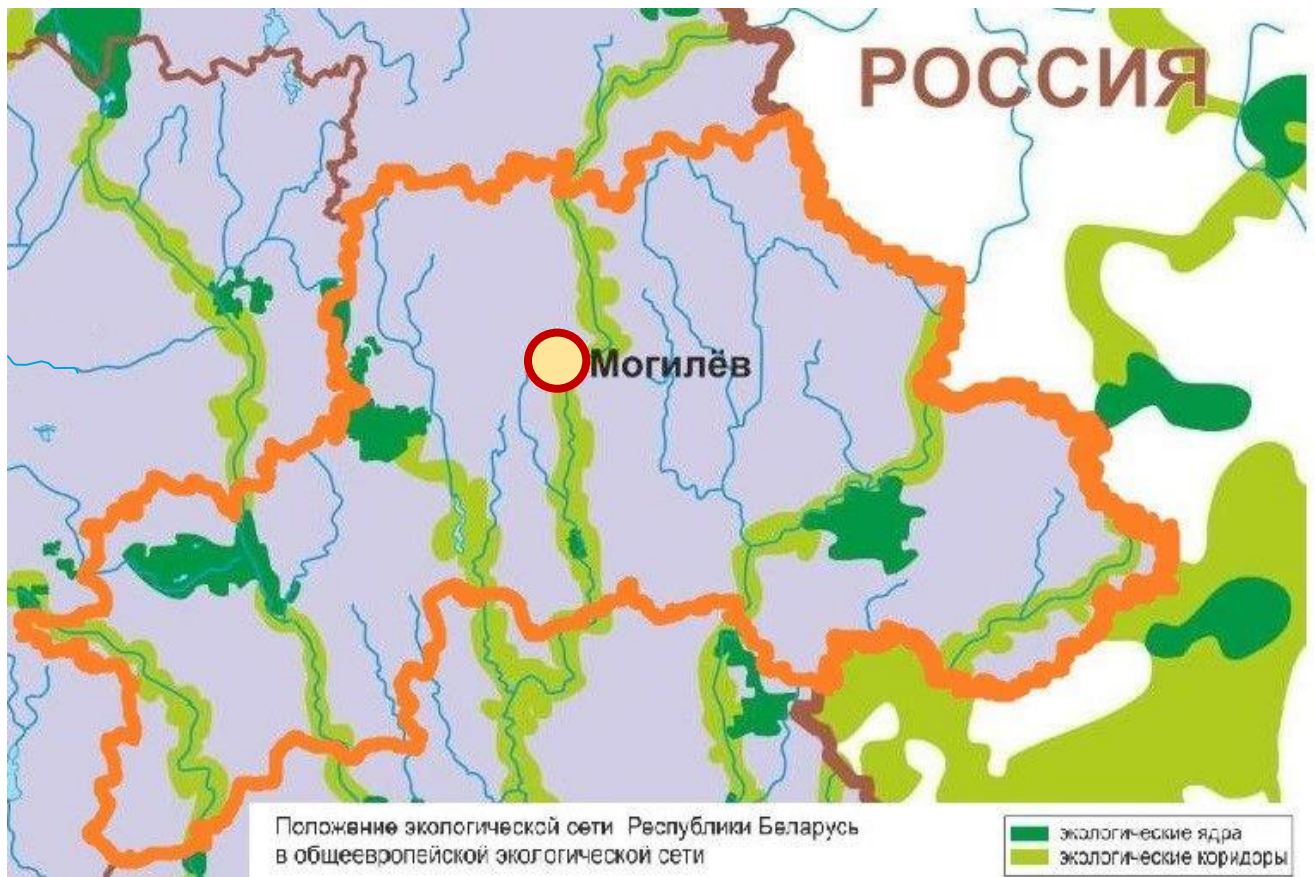 РОССИЯ
Могилёв
Положение экологической сети Республики Беларусь
в общеевропейской экологической сети
экологические ядра
экологические коридоры